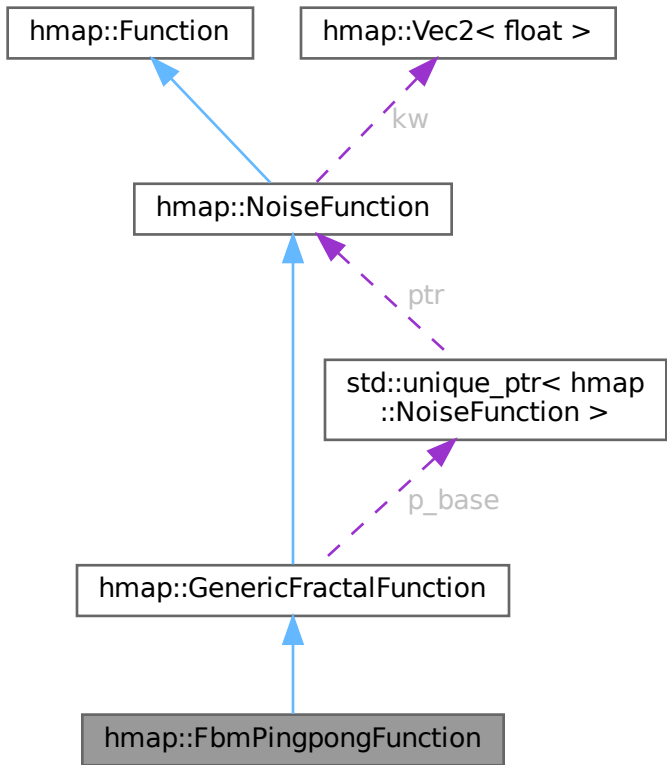 hmap::Function
hmap::Vec2< float >
kw
hmap::NoiseFunction
ptr
std::unique_ptr< hmap
::NoiseFunction >
p_base
hmap::GenericFractalFunction
hmap::FbmPingpongFunction